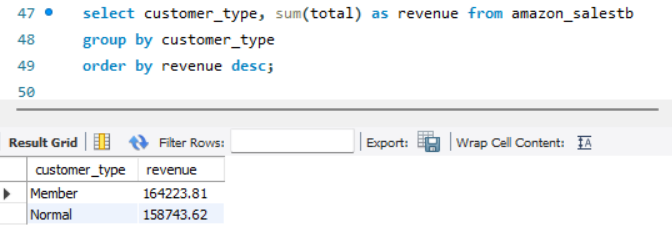 47 select customer_type, sum(total) as revenue from amazon_salestb
48 group by customer_type
49 order by revenue desc;
50
Result Grid Filter Rows: Export: Wrap Cell Content: IA
customer_type revenue
Member 164223.81
Normal 158743.62